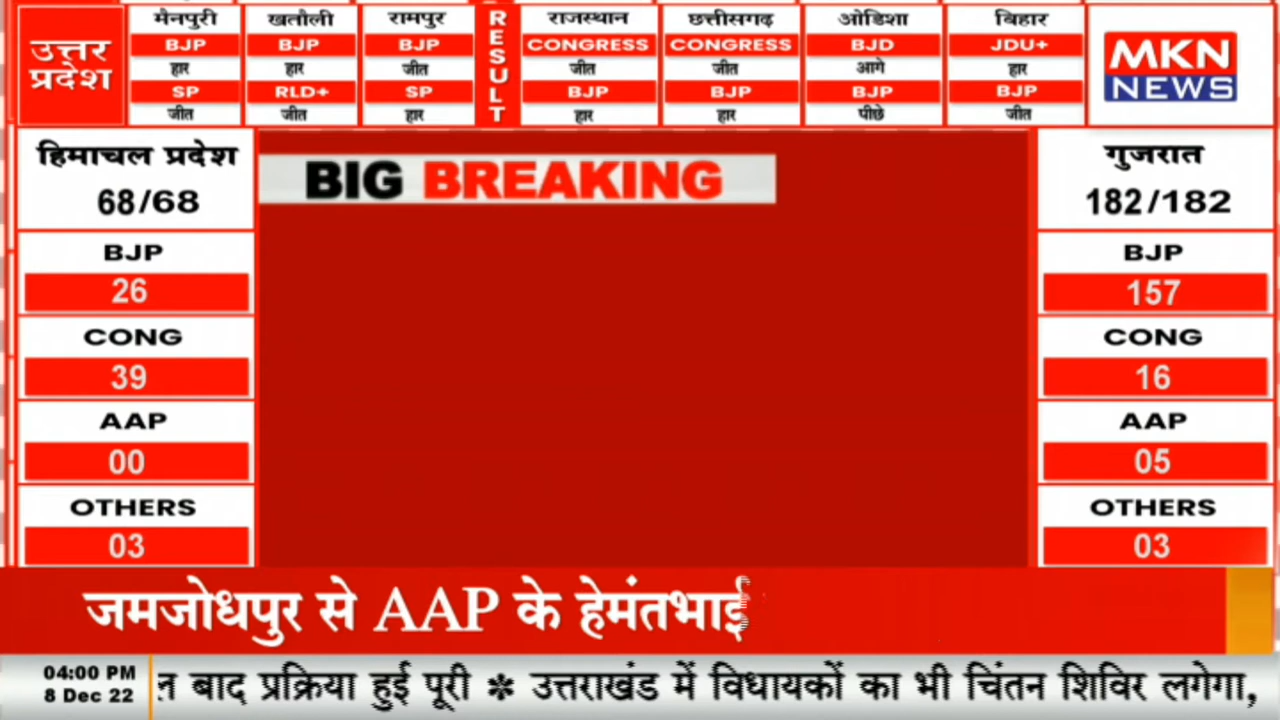 उत्तर
प्रदेश
मैनपुरी
BJP
हार
SP
जीत
खतौली
BJP
हार
RLD+
जीत
रामपुर
BJP
जीत
SP
हार
RESULT
राजस्थान
CONGRESS
जीत
BJP
हार
छत्तीसगढ़
CONGRESS
जीत
BJP
हार
ओडिशा
BJD
आगे
BJP
पीछे
बिहार
JDU+
हार
BJP
जीत
MKN
NEWS
हिमाचल प्रदेश
68/68
BJP
26
CONG
39
AAP
00
OTHERS
03
BIG BREAKING
गुजरात
182/182
BJP
157
CONG
16
AAP
05
OTHERS
03
जमजोधपुर से AAP के हेमंतभाई
04:00 PM
8 Dec 22
बाद प्रक्रिया हुई पूरी * उत्तराखंड में विधायकों का भी चिंतन शिविर लगेगा,